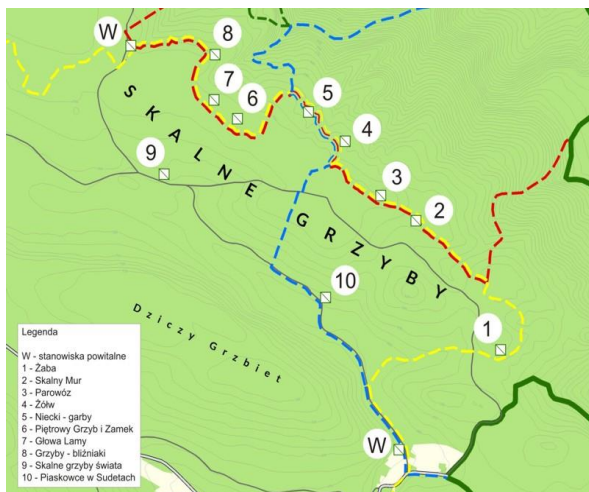 W
8
7
6
5
4
9
3
2
10
1
W
SKALNE GRZYBY
Dziczy Grzbiet
Legenda
W - stanowiska powitalne
1 - Żaba
2 - Skalny Mur
3 - Parowóz
4 - Żółw
5 - Niecki - garby
6 - Piętrowy Grzyb i Zamek
7 - Głowa Lamy
8 - Grzyby - bliźniaki
9 - Skalne grzyby świata
10 - Piaskowce w Sudetach